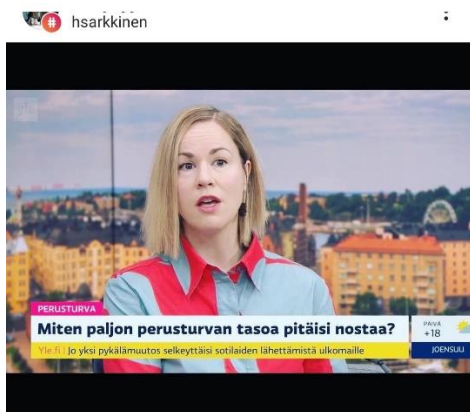 hsarkkinen
PERUSTURVA
Miten paljon perusturvan tasoa pitäisi nostaa?
Yle.fi | Jo yksi pykälämuutos selkeyttäisi sotilaiden lähettämistä ulkomaille
PÄIVÄ
+18
JOENSUU